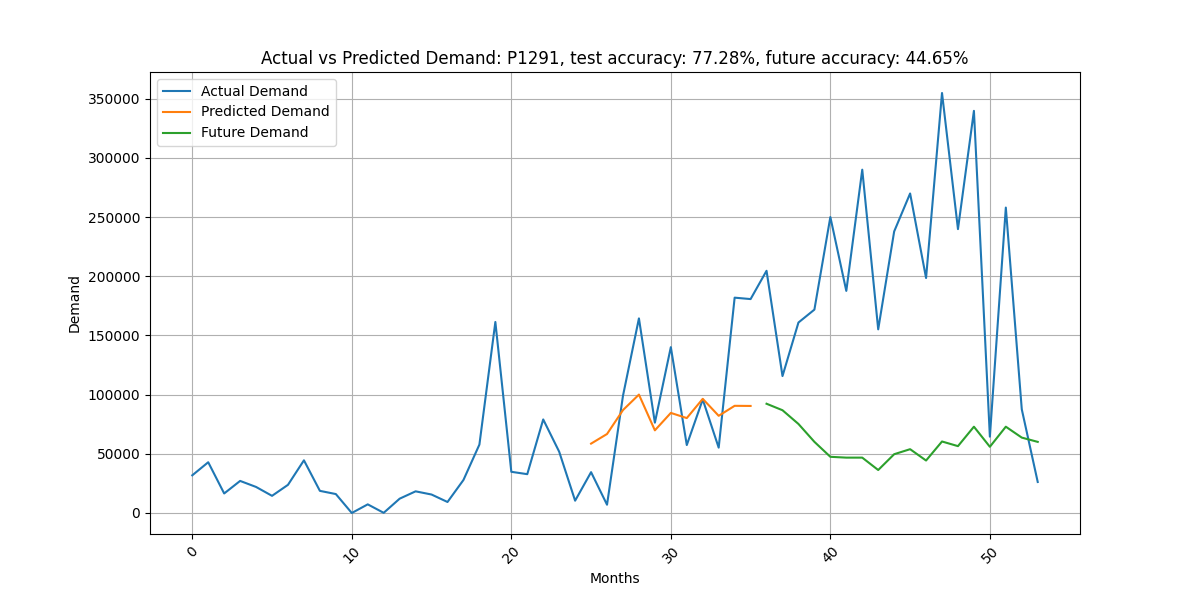 Actual vs Predicted Demand: P1291, test accuracy: 77.28%, future accuracy: 44.65%
Actual Demand
Predicted Demand
Future Demand
350000
300000
250000
200000
150000
100000
50000
0
Demand
0 10 20 30 40 50
Months